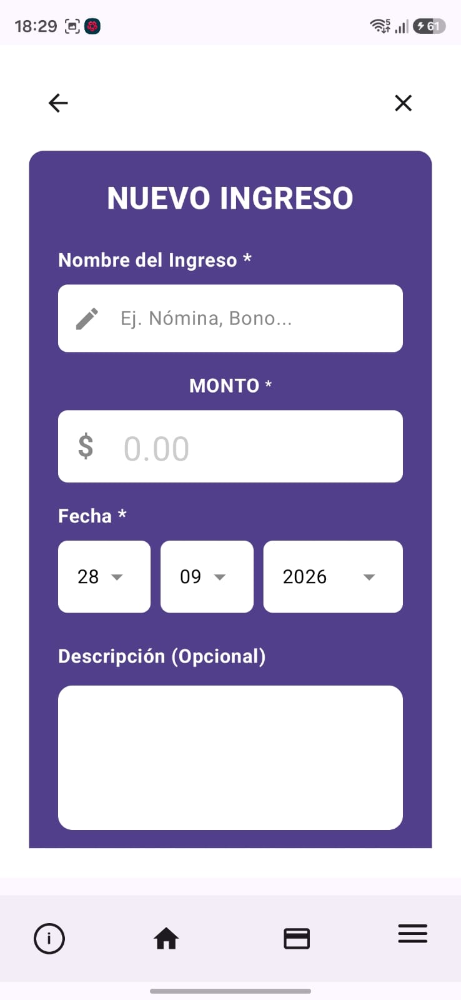 18:29
5
61
NUEVO INGRESO
Nombre del Ingreso *
Ej. Nómina, Bono...
MONTO *
$ 0.00
Fecha *
28 09 2026
Descripción (Opcional)